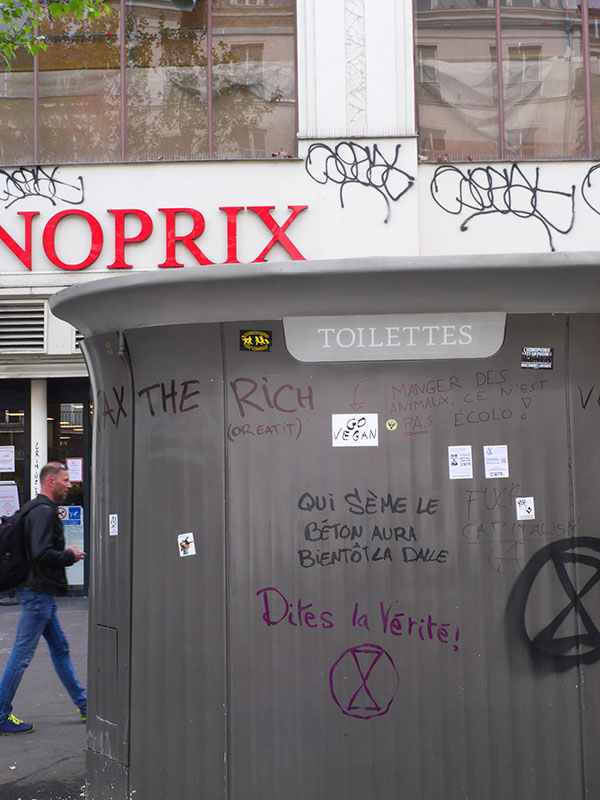 NOPRIX
TOILETTES
TAX THE RICH
(OR EAT IT)
GO
VEGAN
MANGER DES
ANIMAUX, CE N'EST
PAS ÉCOLO!
QUI SÈME LE
BÉTON AURA
BIENTÔT LA DALLE
FUCK
CAPITALISM
Dites la Vérité!